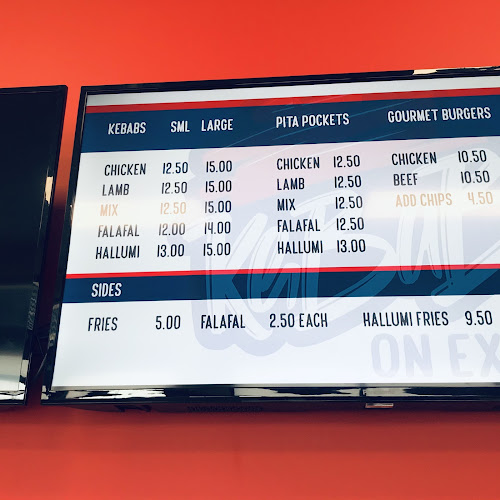 KEBABS SML LARGE
CHICKEN 12.50 15.00
LAMB 12.50 15.00
MIX 12.50 15.00
FALAFAL 12.00 14.00
HALLUMI 13.00 15.00
PITA POCKETS
CHICKEN 12.50
LAMB 12.50
MIX 12.50
FALAFAL 12.50
HALLUMI 13.00
GOURMET BURGERS
CHICKEN 10.50
BEEF 10.50
ADD CHIPS 4.50
SIDES
FRIES 5.00 FALAFAL 2.50 EACH HALLUMI FRIES 9.50
ON EX